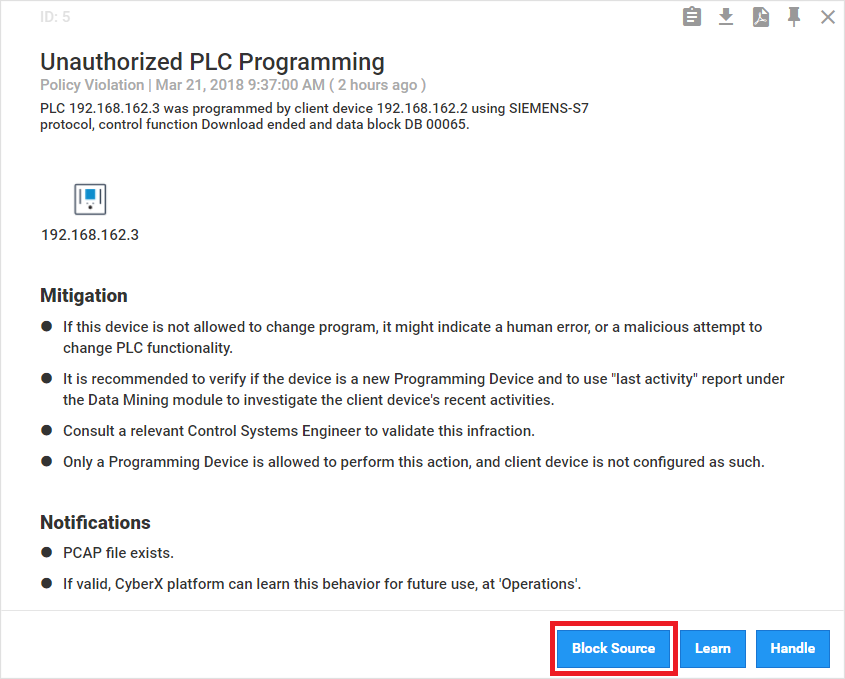 ID: 5
Unauthorized PLC Programming
Policy Violation | Mar 21, 2018 9:37:00 AM ( 2 hours ago )
PLC 192.168.162.3 was programmed by client device 192.168.162.2 using SIEMENS-S7
protocol, control function Download ended and data block DB 00065.
192.168.162.3
Mitigation
● If this device is not allowed to change program, it might indicate a human error, or a malicious attempt to
change PLC functionality.
● It is recommended to verify if the device is a new Programming Device and to use "last activity" report under
the Data Mining module to investigate the client device's recent activities.
● Consult a relevant Control Systems Engineer to validate this infraction.
● Only a Programming Device is allowed to perform this action, and client device is not configured as such.
Notifications
● PCAP file exists.
● If valid, CyberX platform can learn this behavior for future use, at 'Operations'.
Block Source Learn Handle